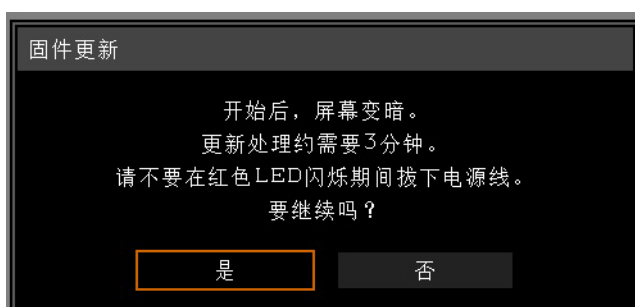 固件更新
开始后，屏幕变暗。
更新处理约需要3分钟。
请不要在红色LED闪烁期间拔下电源线。
要继续吗？
是
否